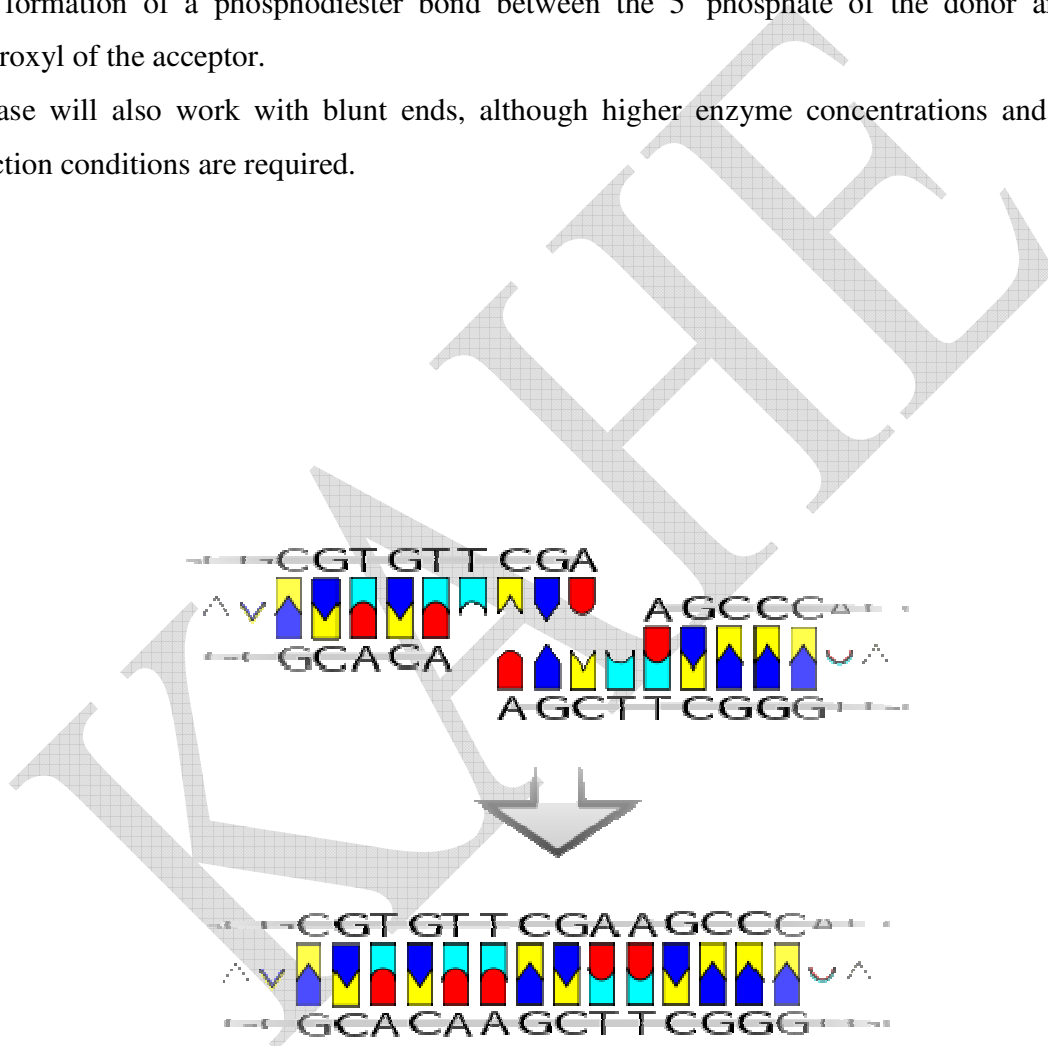 formation of a phosphodiester bond between the 5' phosphate of the donor
roxyl of the acceptor.
ase will also work with blunt ends, although higher enzyme concentrations and
ction conditions are required.
KAHE
CGTGTTCGA
AGCCC
GCACA
AGCTTCGGG
CGTGTTCGAAGCCC
GCACAAGCTTCGGG